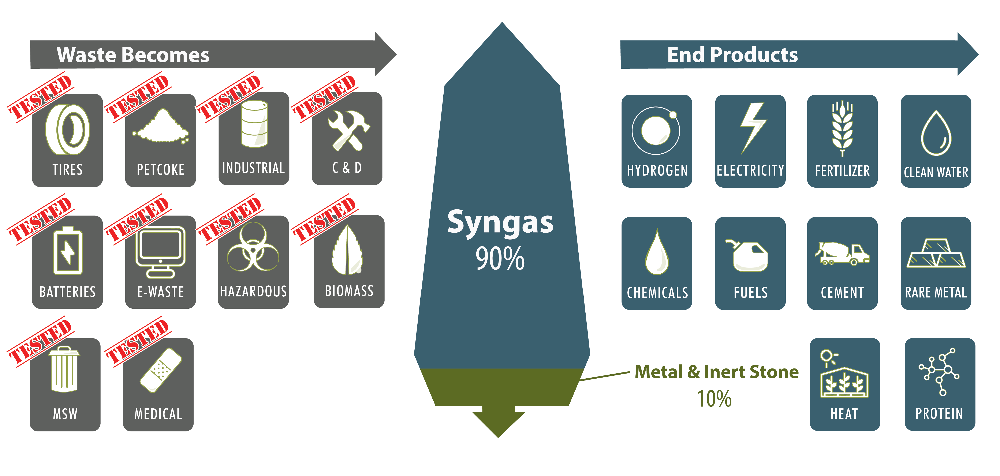 Waste Becomes
TESTED
TIRES
TESTED
PETCOKE
TESTED
INDUSTRIAL
TESTED
C & D
TESTED
BATTERIES
TESTED
E-WASTE
TESTED
HAZARDOUS
TESTED
BIOMASS
TESTED
MSW
TESTED
MEDICAL
Syngas
90%
Metal & Inert Stone
10%
End Products
HYDROGEN
ELECTRICITY
FERTILIZER
CLEAN WATER
CHEMICALS
FUELS
CEMENT
RARE METAL
HEAT
PROTEIN